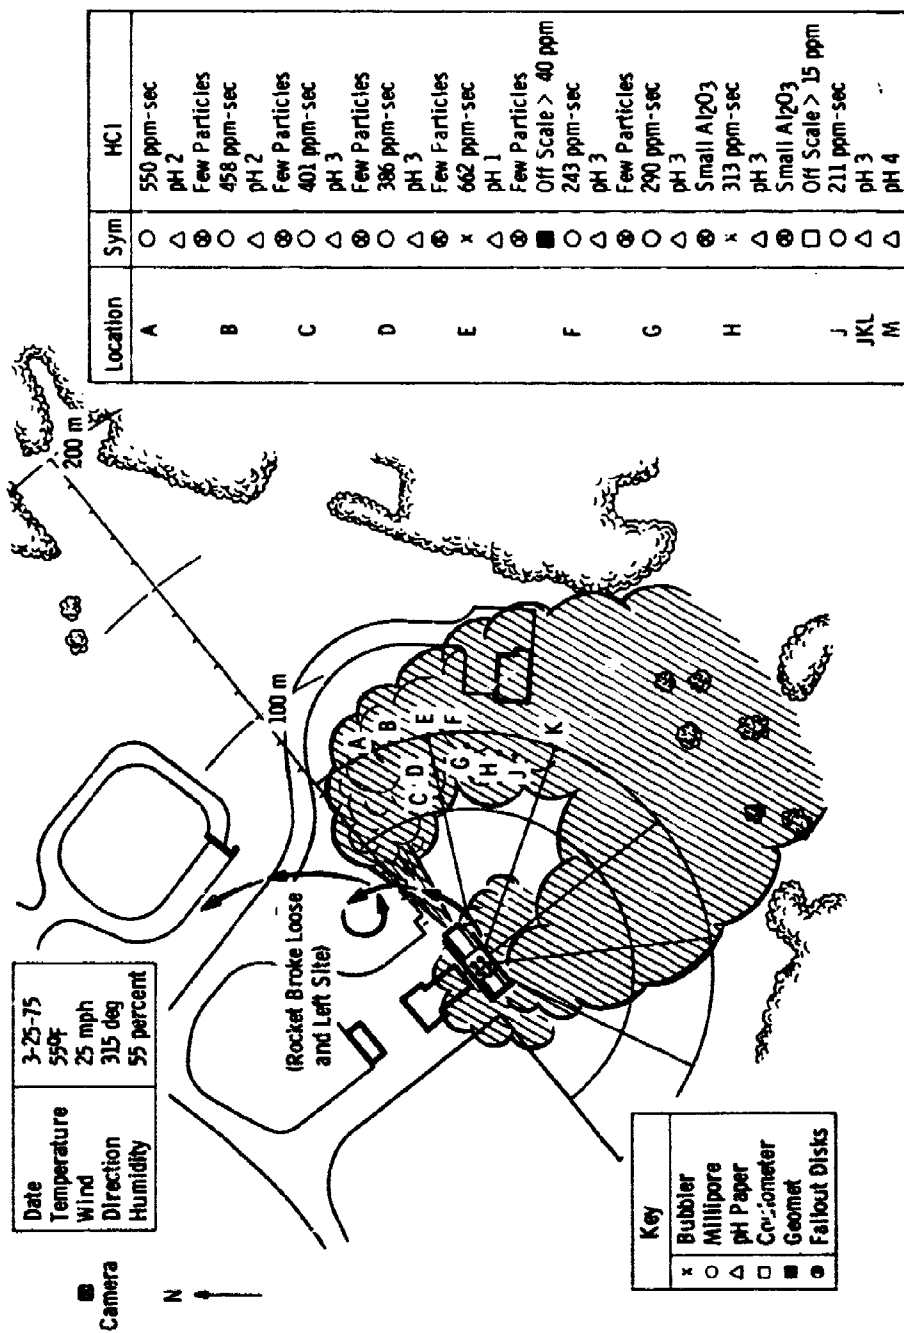 Camera
N
Date 3-25-75
Temperature 55°F
Wind 25 mph
Direction 315 deg
Humidity 55 percent
(Rocket Broke Loose
and Left Site)
100 m
200 m
A
B
C
D
E
F
G
H
J
K
Key
x Bubbler
○ Millipore
△ pH Paper
□
■ Geomet
⊗ Fallout Disks
Location Sym HCl
A ○ 550 ppm-sec
△ pH 2
⊗ Few Particles
B ○ 458 ppm-sec
△ pH 2
⊗ Few Particles
C ○ 401 ppm-sec
△ pH 3
⊗ Few Particles
D ○ 386 ppm-sec
△ pH 3
⊗ Few Particles
E x 662 ppm-sec
△ pH 1
⊗ Few Particles
■ Off Scale > 40 ppm
F ○ 243 ppm-sec
△ pH 3
⊗ Few Particles
G ○ 290 ppm-sec
△ pH 3
⊗ Small Al2O3
H x 313 ppm-sec
△ pH 3
⊗ Small Al2O3
□ Off Scale > 15 ppm
J ○ 211 ppm-sec
JKL △ pH 3
M △ pH 4